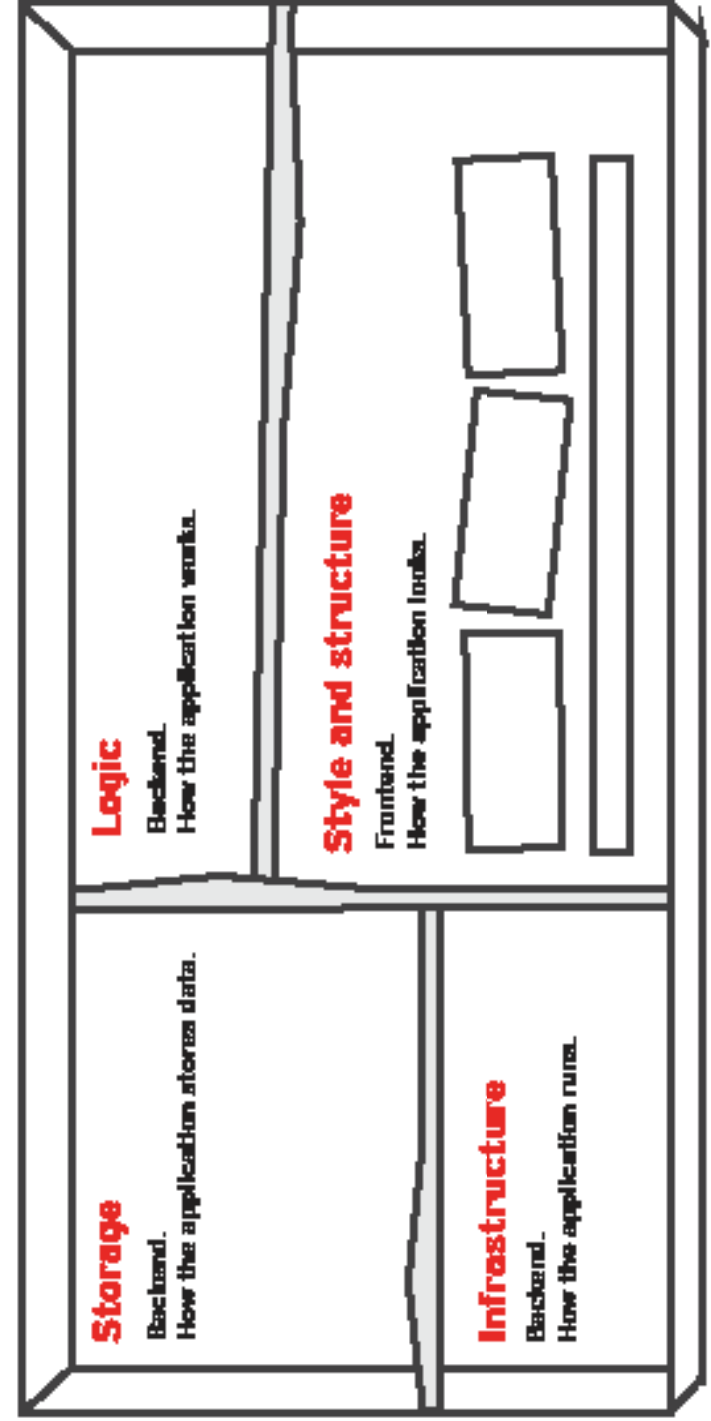 Storage
Backend.
How the application stores data.
Logic
Backend.
How the application works.
Infrastructure
Backend.
How the application runs.
Style and structure
Frontend.
How the application looks.